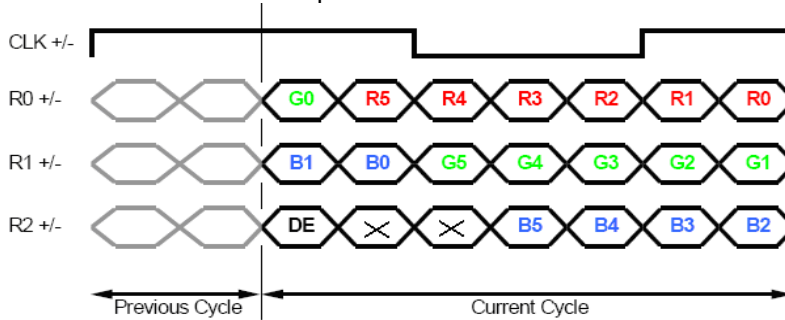 CLK +/-
R0 +/- G0 R5 R4 R3 R2 R1 R0
R1 +/- B1 B0 G5 G4 G3 G2 G1
R2 +/- DE B5 B4 B3 B2
Previous Cycle Current Cycle